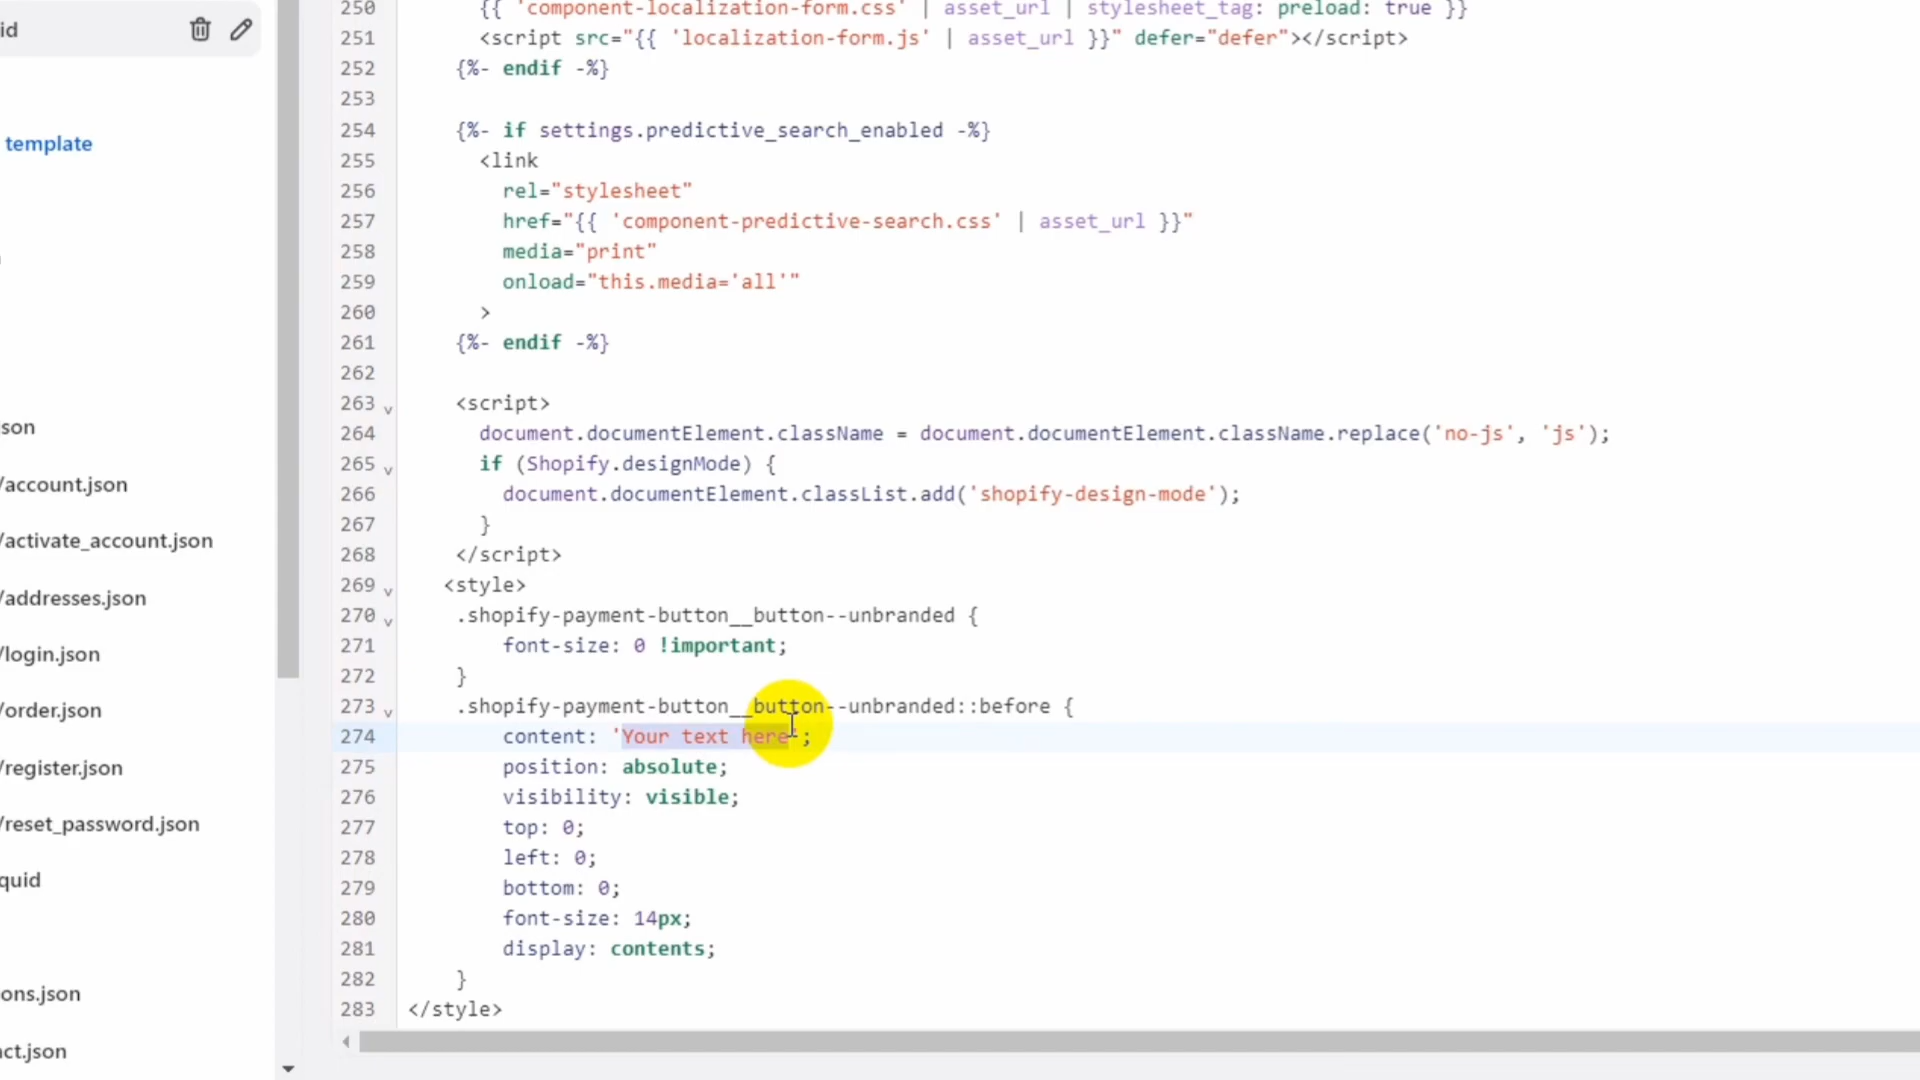 id
template
son
/account.json
/activate_account.json
/addresses.json
/login.json
/order.json
/register.json
/reset_password.json
quid
ons.json
act.json
250 {{ 'component-localization-form.css' | asset_url | stylesheet_tag: preload: true }}
251 <script src="{{ 'localization-form.js' | asset_url }}" defer="defer"></script>
252 {%- endif -%}
253
254 {%- if settings.predictive_search_enabled -%}
255 <link
256 rel="stylesheet"
257 href="{{ 'component-predictive-search.css' | asset_url }}"
258 media="print"
259 onload="this.media='all'"
260 >
261 {%- endif -%}
262
263 <script>
264 document.documentElement.className = document.documentElement.className.replace('no-js', 'js');
265 if (Shopify.designMode) {
266 document.documentElement.classList.add('shopify-design-mode');
267 }
268 </script>
269 <style>
270 .shopify-payment-button__button--unbranded {
271 font-size: 0 !important;
272 }
273 .shopify-payment-button__button--unbranded::before {
274 content: 'Your text here';
275 position: absolute;
276 visibility: visible;
277 top: 0;
278 left: 0;
279 bottom: 0;
280 font-size: 14px;
281 display: contents;
282 }
283 </style>